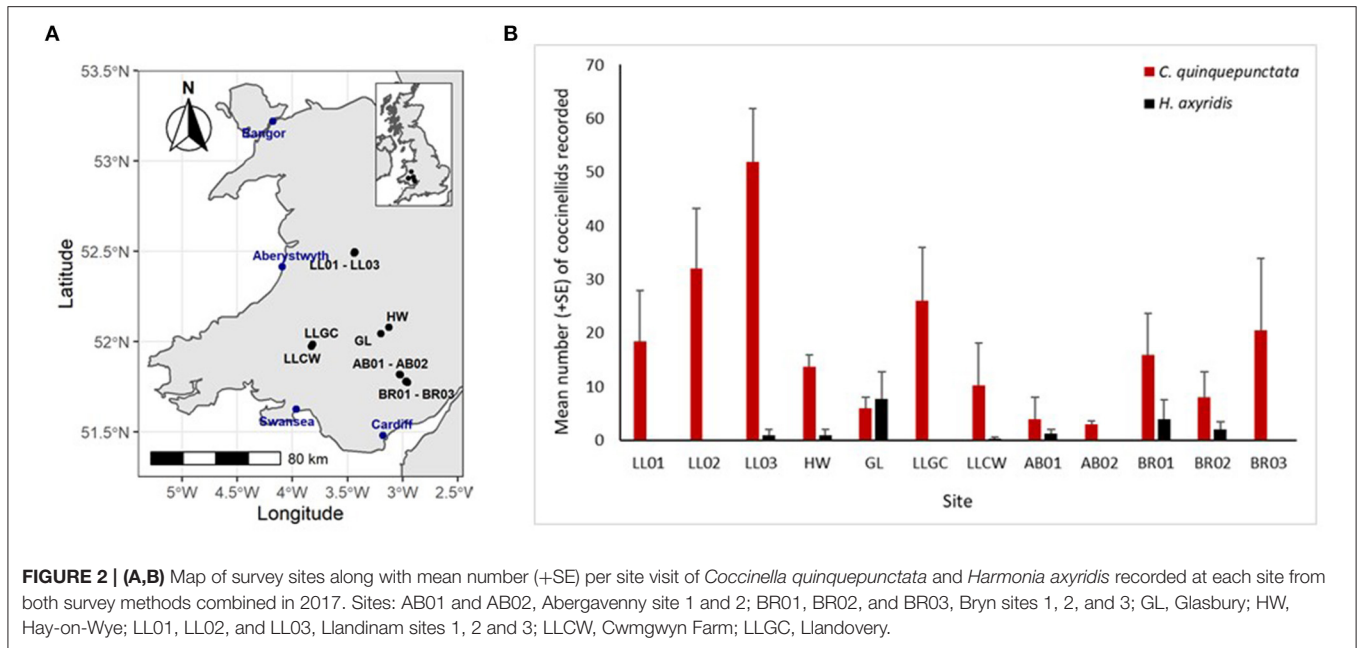 A
B
53.5°N
53°N
52.5°N
52°N
51.5°N
Latitude
N
Bangor
Aberystwyth
LL01 - LL03
HW
LLGC
GL
LLCW
AB01 - AB02
BR01 - BR03
Swansea
Cardiff
80 km
5°W 4.5°W 4°W 3.5°W 3°W 2.5°W
Longitude
Mean number (+SE) of coccinellids recorded
70
60
50
40
30
20
10
0
C. quinquepunctata
H. axyridis
LL01 LL02 LL03 HW GL LLGC LLCW AB01 AB02 BR01 BR02 BR03
Site
FIGURE 2 | (A,B) Map of survey sites along with mean number (+SE) per site visit of Coccinella quinquepunctata and Harmonia axyridis recorded at each site from
both survey methods combined in 2017. Sites: AB01 and AB02, Abergavenny site 1 and 2; BR01, BR02, and BR03, Bryn sites 1, 2, and 3; GL, Glasbury; HW,
Hay-on-Wye; LL01, LL02, and LL03, Llandinam sites 1, 2 and 3; LLCW, Cwmgwyn Farm; LLGC, Llandovery.